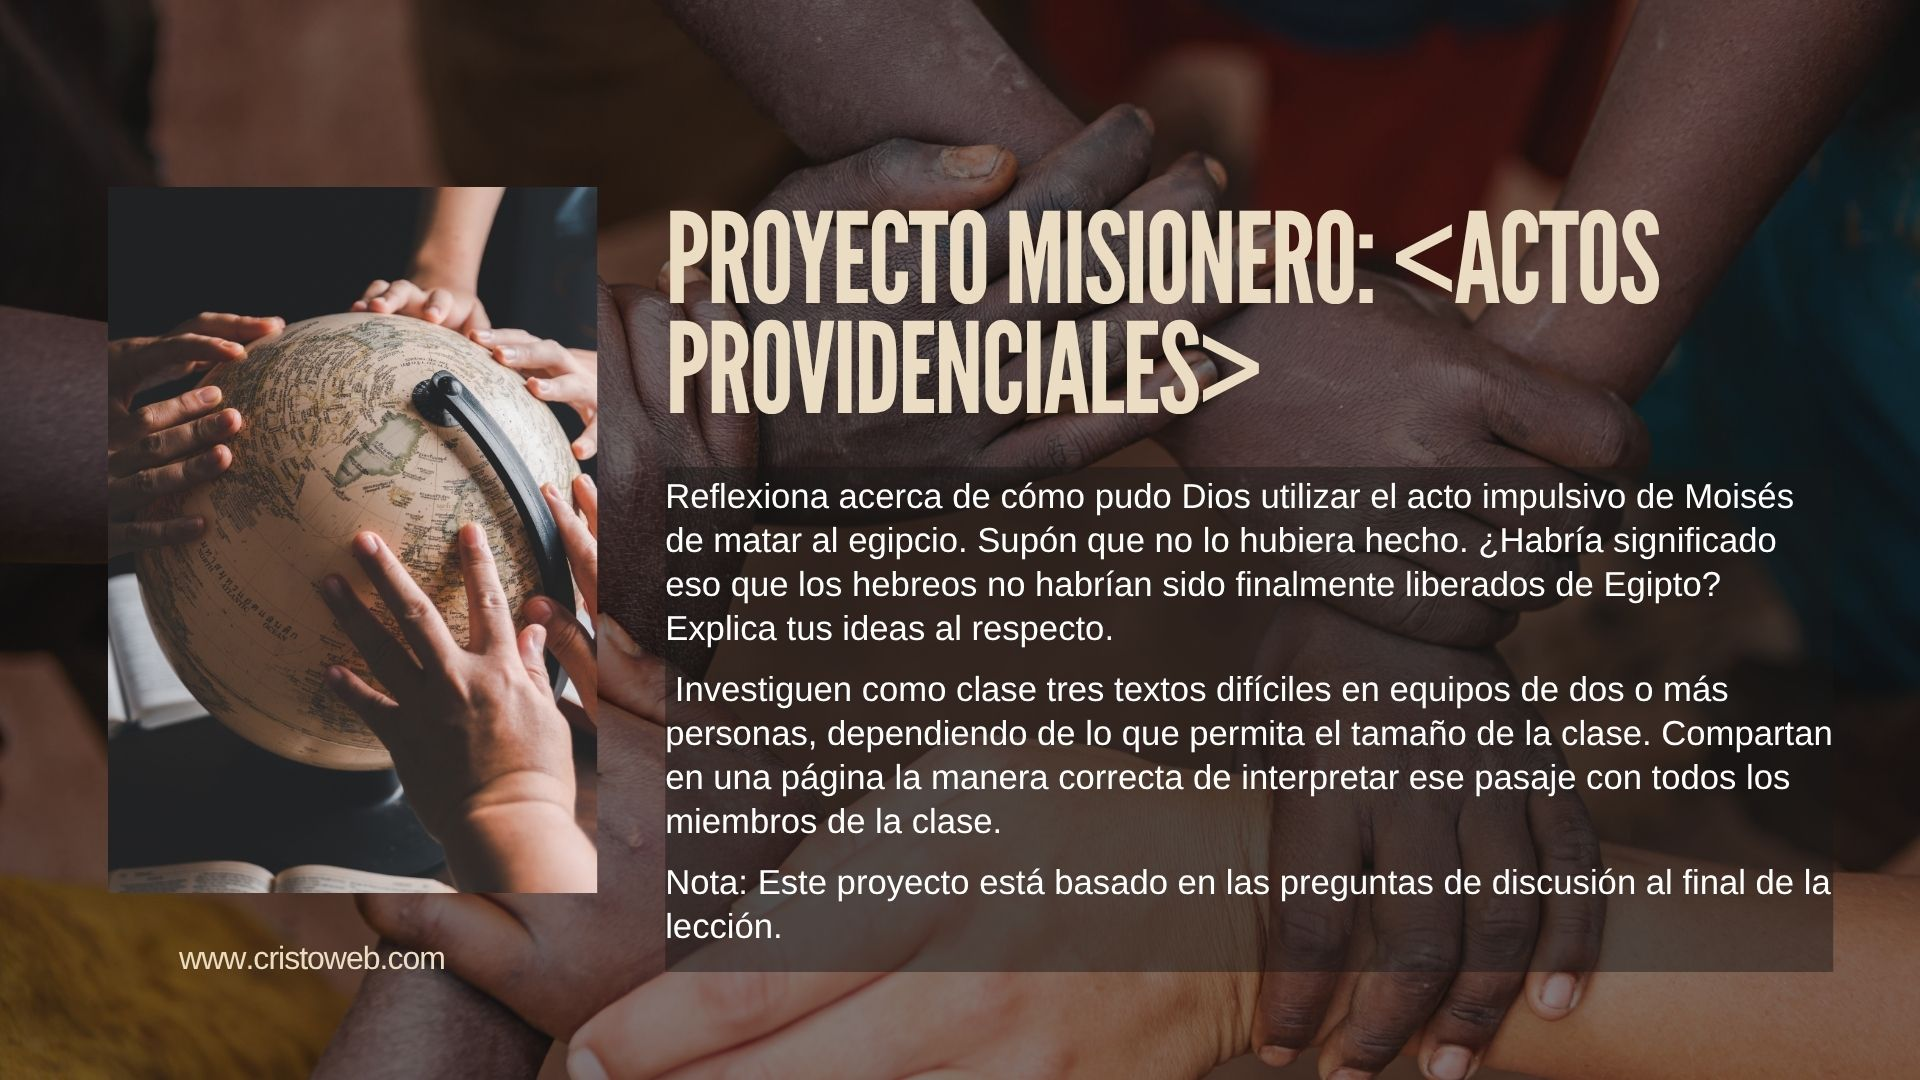 PROYECTO MISIONERO: <ACTOS
PROVIDENCIALES>
Reflexiona acerca de cómo pudo Dios utilizar el acto impulsivo de Moisés
de matar al egipcio. Supón que no lo hubiera hecho. ¿Habría significado
eso que los hebreos no habrían sido finalmente liberados de Egipto?
Explica tus ideas al respecto.
Investiguen como clase tres textos difíciles en equipos de dos o más
personas, dependiendo de lo que permita el tamaño de la clase. Compartan
en una página la manera correcta de interpretar ese pasaje con todos los
miembros de la clase.
Nota: Este proyecto está basado en las preguntas de discusión al final de la
lección.
www.cristoweb.com